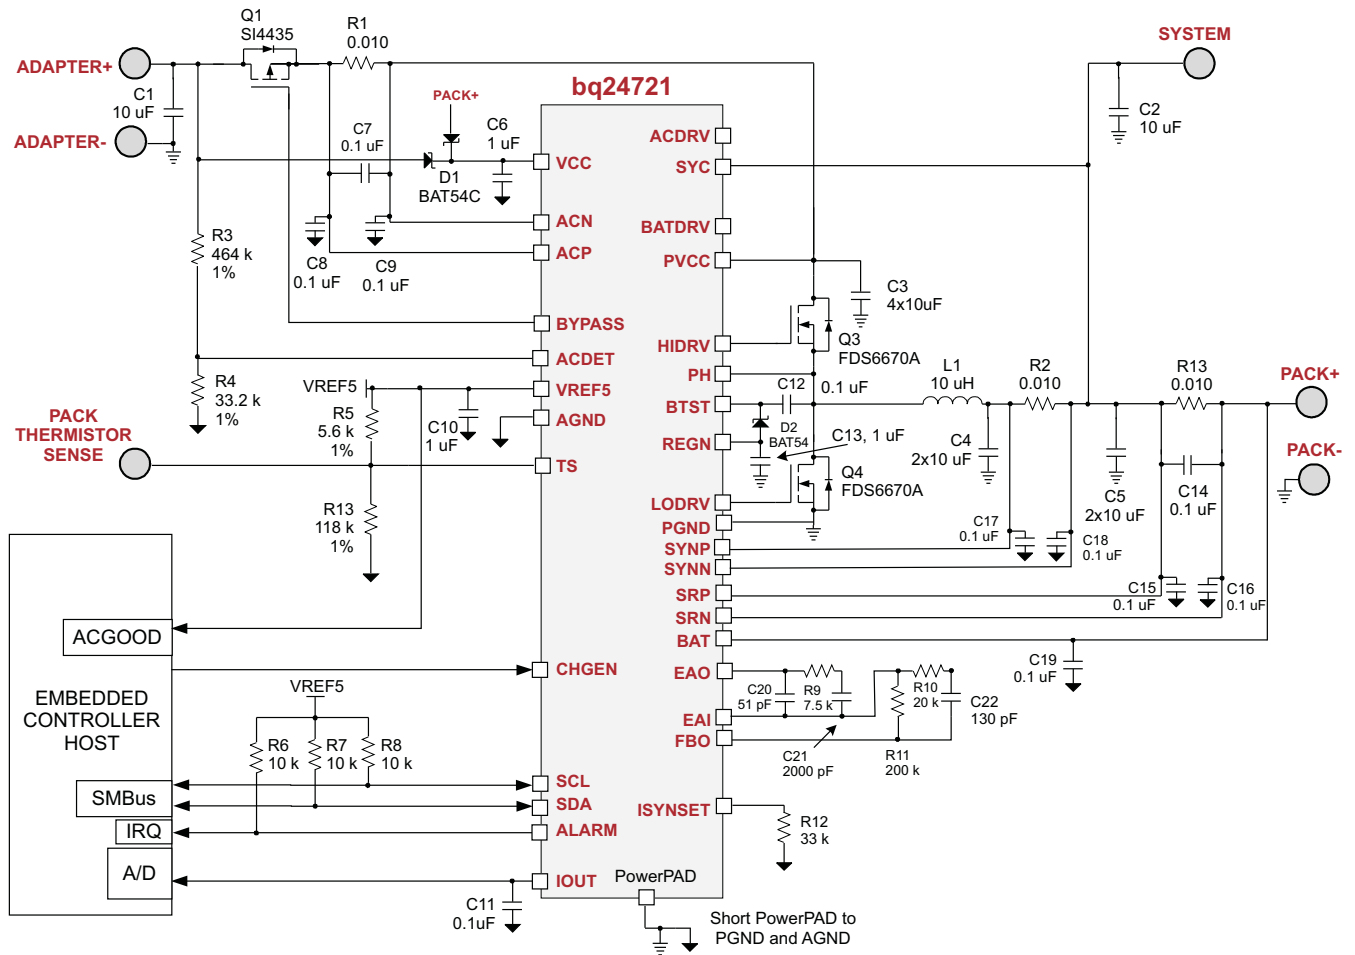 Q1
SI4435
R1
0.010
SYSTEM
ADAPTER+
C1
10 uF
ADAPTER-
bq24721
PACK+
C6
1 uF
C7
0.1 uF
D1
BAT54C
C2
10 uF
VCC
ACN
ACP
BYPASS
ACDET
VREF5
AGND
TS
CHGEN
SCL
SDA
ALARM
IOUT
ACDRV
SYC
BATDRV
PVCC
HIDRV
PH
BTST
REGN
LODRV
PGND
SYNP
SYNN
SRP
SRN
BAT
EAO
EAI
FBO
ISYNSET
PowerPAD
R3
464 k
1%
C8
0.1 uF
C9
0.1 uF
R4
33.2 k
1%
VREF5
R5
5.6 k
1%
C10
1 uF
PACK
THERMISTOR
SENSE
R13
118 k
1%
C3
4x10uF
Q3
FDS6670A
C12
0.1 uF
D2
BAT54
C13, 1 uF
Q4
FDS6670A
L1
10 uH
R2
0.010
R13
0.010
PACK+
PACK-
C4
2x10 uF
C5
2x10 uF
C14
0.1 uF
C17
0.1 uF
C18
0.1 uF
C15
0.1 uF
C16
0.1 uF
C19
0.1 uF
C20
51 pF
R9
7.5 k
R10
20 k
C22
130 pF
C21
2000 pF
R11
200 k
R12
33 k
ACGOOD
EMBEDDED
CONTROLLER
HOST
VREF5
R6
10 k
R7
10 k
R8
10 k
SMBus
IRQ
A/D
C11
0.1uF
Short PowerPAD to
PGND and AGND